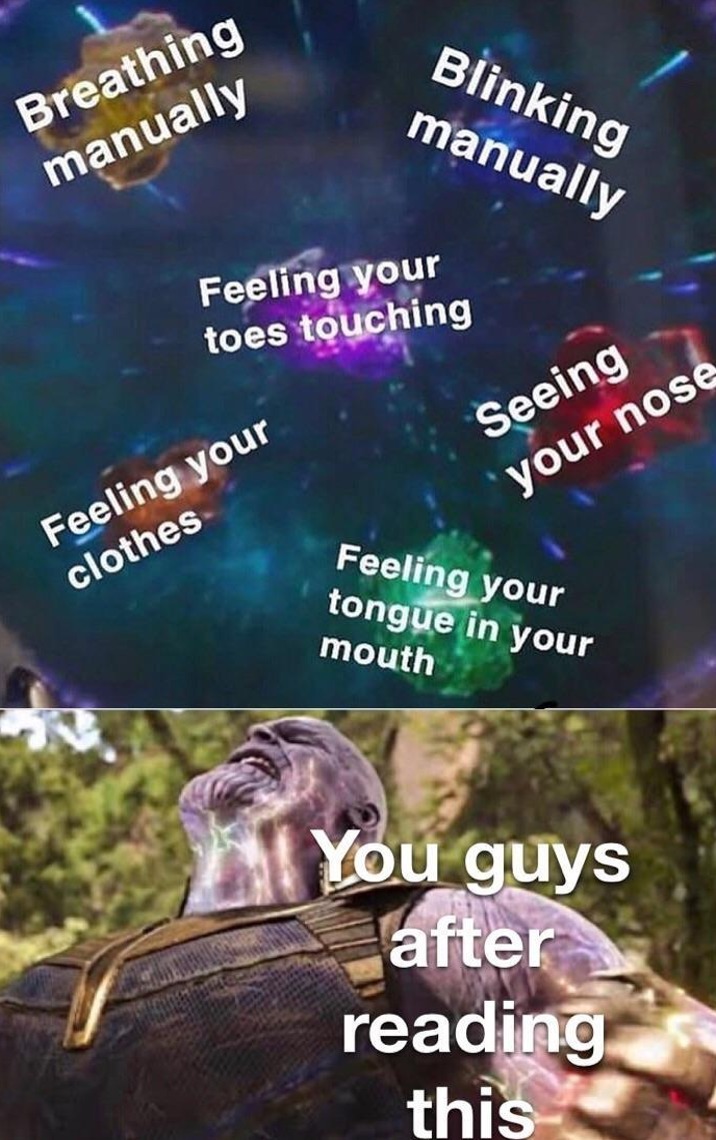 Breathing
manually
Blinking
manually
Feeling your
toes touching
Seeing
your nose
Feeling your
clothes
Feeling your
tongue in your
mouth
You guys
after
reading
this